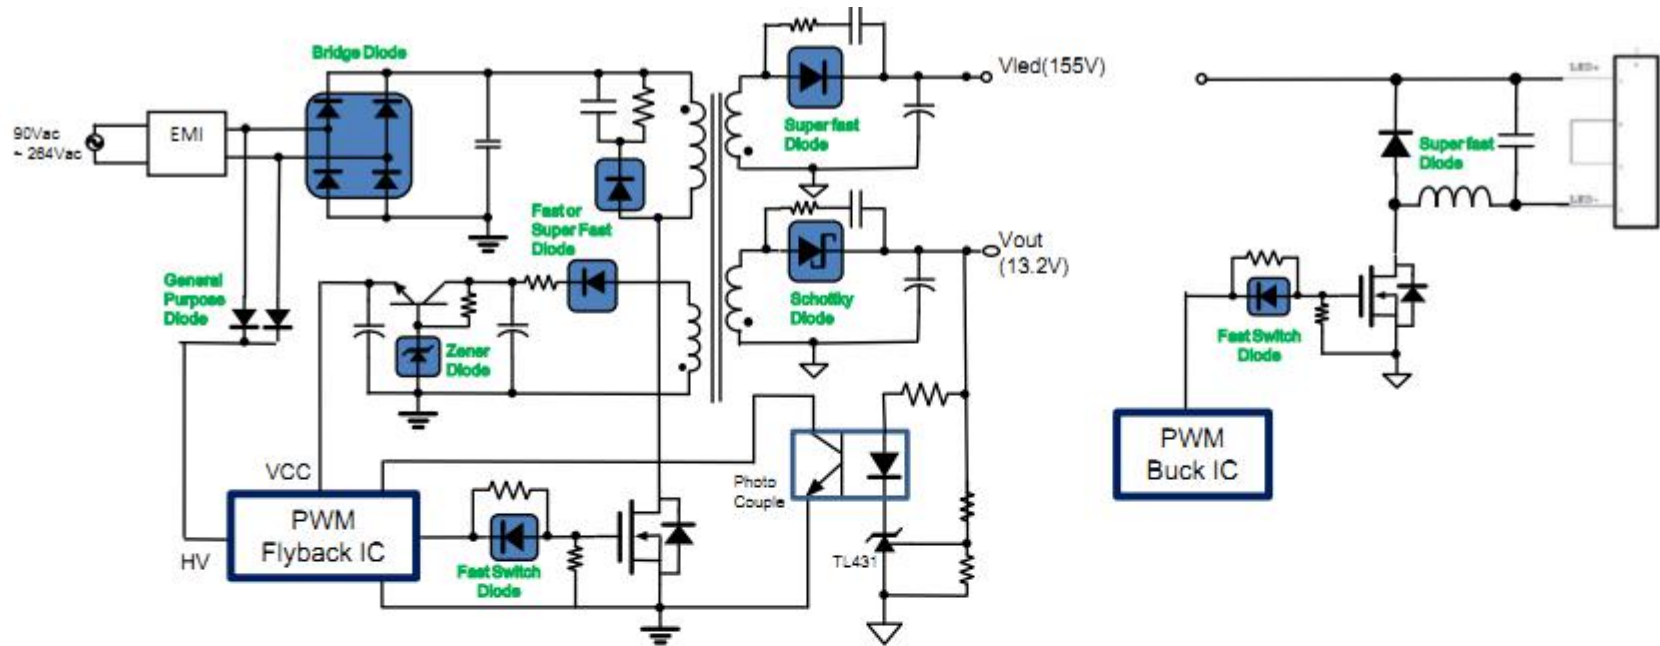 Bridge Diode
Vled(155V)
90Vac
~ 264Vac
EMI
Super fast
Diode
LED+
Super fast
Diode
LED-
Fast or
Super Fast
Diode
Vout
(13.2V)
General
Purpose
Diode
Schottky
Diode
Zener
Diode
Fast Switch
Diode
PWM
Buck IC
VCC
Photo
Couple
PWM
Flyback IC
HV
TL431
Fast Switch
Diode